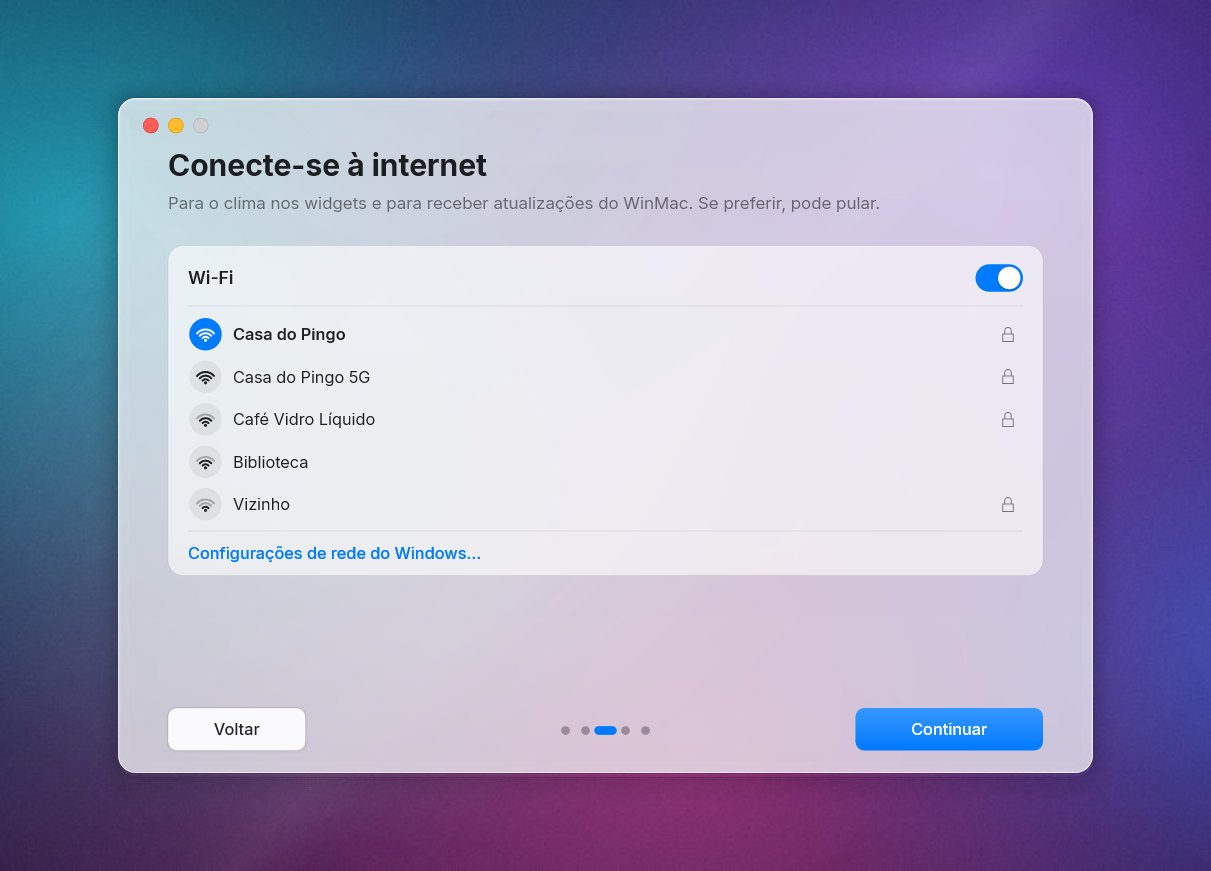 Conecte-se à internet
Para o clima nos widgets e para receber atualizações do WinMac. Se preferir, pode pular.
Wi-Fi
Casa do Pingo
Casa do Pingo 5G
Café Vidro Líquido
Biblioteca
Vizinho
Configurações de rede do Windows...
Voltar
Continuar